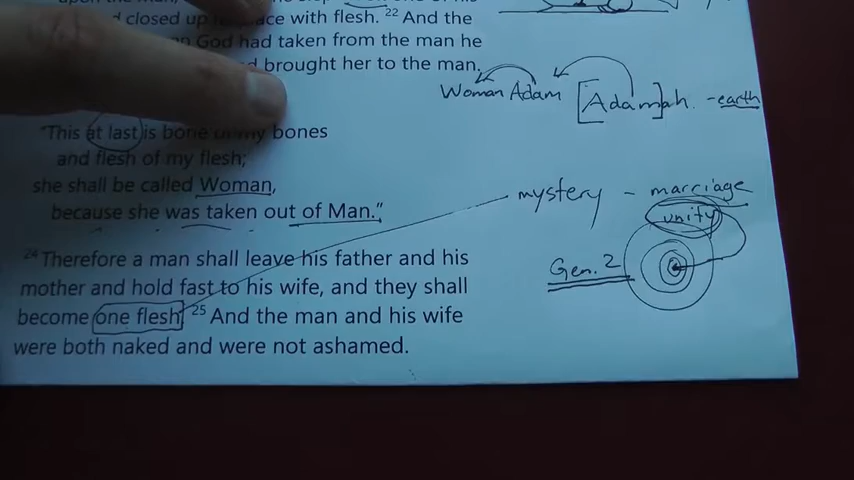 closed up its place with flesh. 22 And the
God had taken from the man he
brought her to the man.
"This at last is bone of my bones
and flesh of my flesh;
she shall be called Woman,
because she was taken out of Man."
24 Therefore a man shall leave his father and his
mother and hold fast to his wife, and they shall
become one flesh. 25 And the man and his wife
were both naked and were not ashamed.
Woman Adam [Adam]ah. - earth
mystery - marriage
unity
Gen. 2